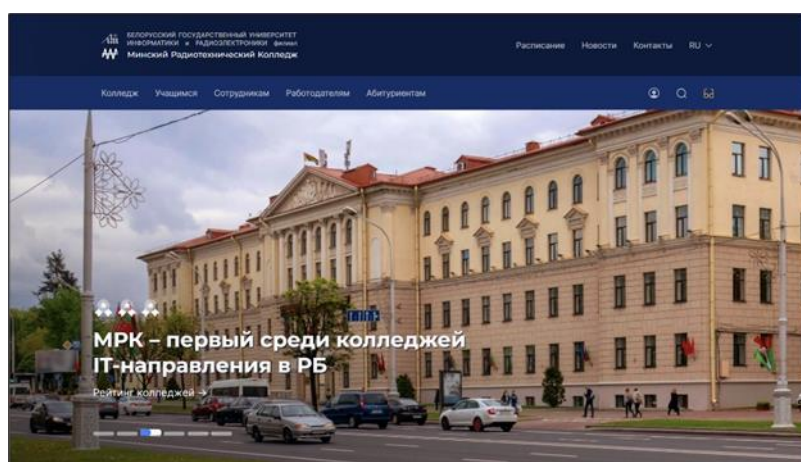 БЕЛОРУССКИЙ ГОСУДАРСТВЕННЫЙ УНИВЕРСИТЕТ
ИНФОРМАТИКИ и РАДИОЭЛЕКТРОНИКИ филиал
Минский Радиотехнический Колледж
Расписание Новости Контакты RU
Колледж Учащимся Сотрудникам Работодателям Абитуриентам
МРК – первый среди колледжей
IT-направления в РБ
Рейтинг колледжей →